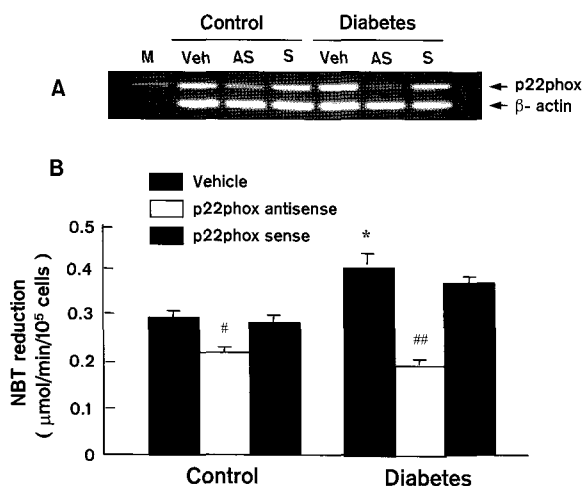 Control Diabetes
M Veh AS S Veh AS S
A
p22phox
β- actin
B
Vehicle
p22phox antisense
p22phox sense
NBT reduction
( μmol/min/10⁵ cells )
0.5
0.4
0.3
0.2
0.1
0
#
*
##
Control Diabetes